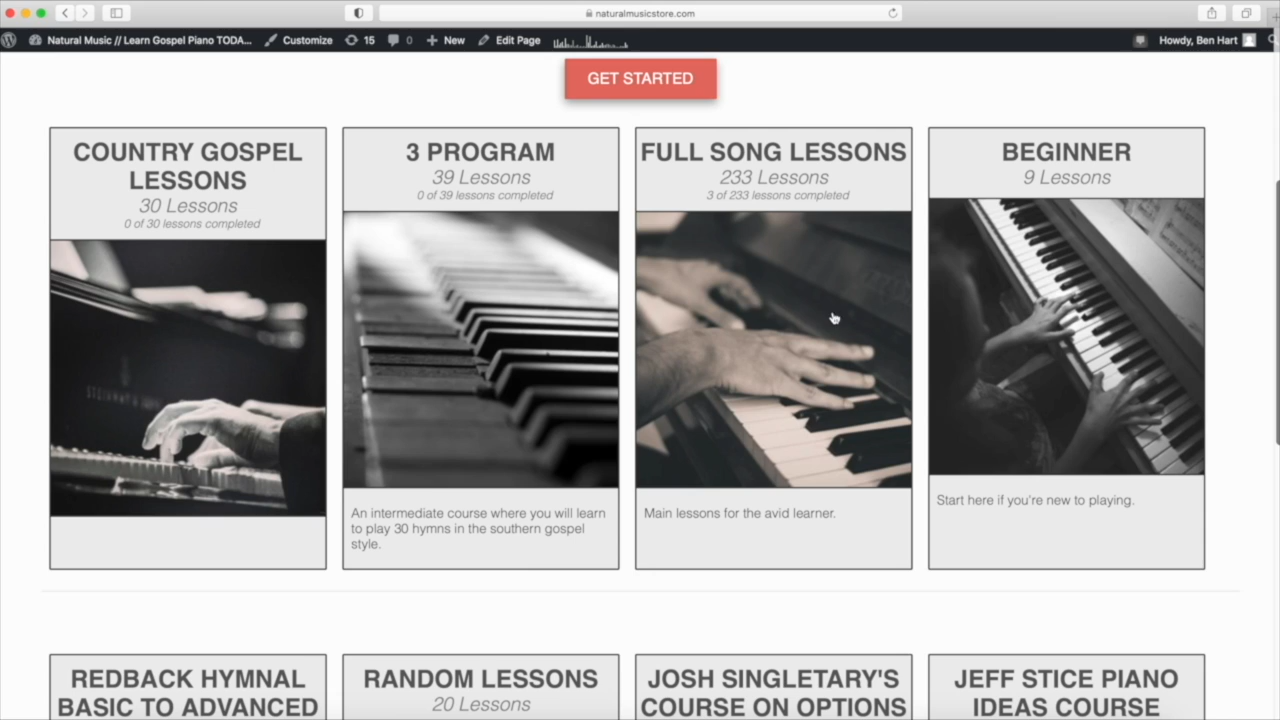 naturalmusicstore.com
Natural Music // Learn Gospel Piano TODA... Customize 15 0 New Edit Page Howdy, Ben Hart
GET STARTED
COUNTRY GOSPEL
LESSONS
30 Lessons
0 of 30 lessons completed
3 PROGRAM
39 Lessons
0 of 39 lessons completed
An intermediate course where you will learn
to play 30 hymns in the southern gospel
style.
FULL SONG LESSONS
233 Lessons
3 of 233 lessons completed
Main lessons for the avid learner.
BEGINNER
9 Lessons
Start here if you're new to playing.
REDBACK HYMNAL
BASIC TO ADVANCED
RANDOM LESSONS
20 Lessons
JOSH SINGLETARY'S
COURSE ON OPTIONS
JEFF STICE PIANO
IDEAS COURSE